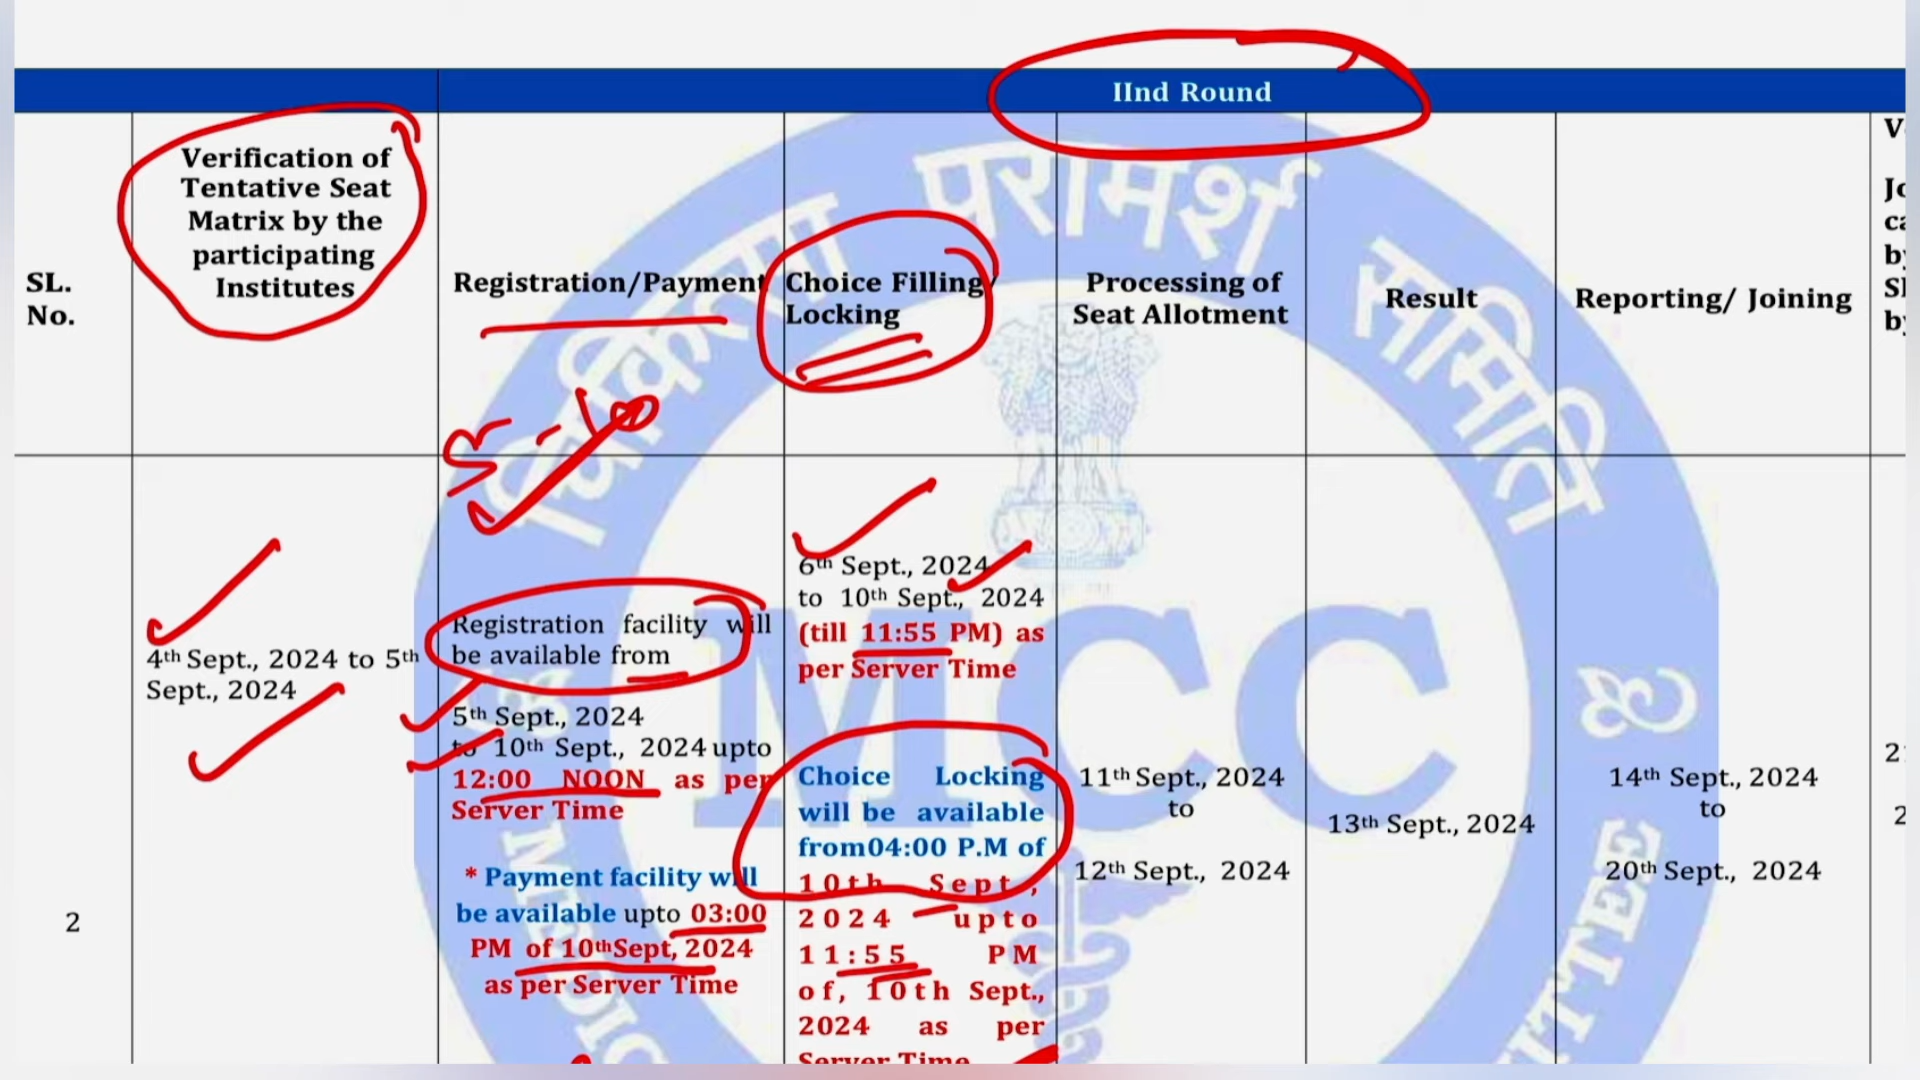 IInd Round
SL.
No.
Verification of
Tentative Seat
Matrix by the
participating
Institutes
Registration/Payment
Choice Filling/
Locking
Processing of
Seat Allotment
Result
Reporting/ Joining
5 - 10
2
4th Sept., 2024 to 5th
Sept., 2024
Registration facility will
be available from
5th Sept., 2024
to 10th Sept., 2024 upto
12:00 NOON as per
Server Time
* Payment facility will
be available upto 03:00
PM of 10thSept, 2024
as per Server Time
6th Sept., 2024
to 10th Sept., 2024
(till 11:55 PM) as
per Server Time
Choice Locking
will be available
from04:00 P.M of
10th Sept.,
2024 upto
11:55 PM
of, 10th Sept.,
2024 as per
Server Time
11th Sept., 2024
to
12th Sept., 2024
13th Sept., 2024
14th Sept., 2024
to
20th Sept., 2024
चिकित्सा परामर्श समिति
MCC